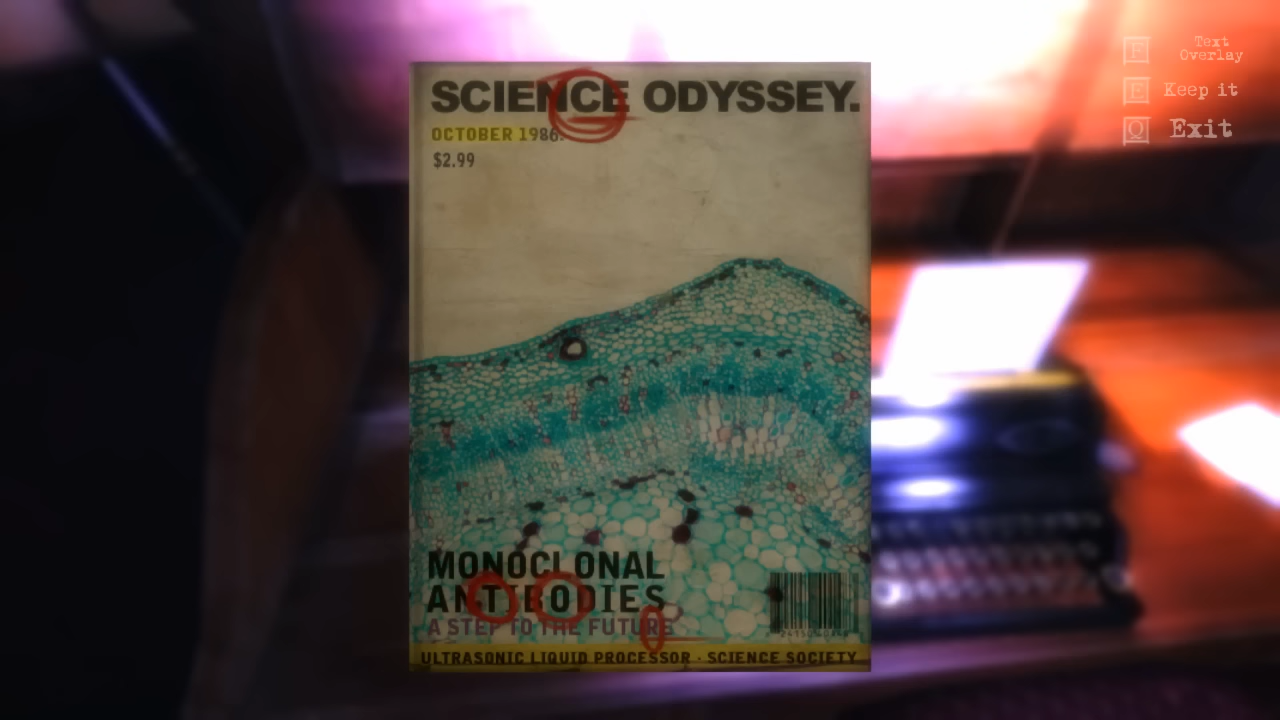 SCIENCE ODYSSEY.
OCTOBER 1986.
$2.99
MONOCLONAL
ANTIBODIES
A STEP TO THE FUTURE
ULTRASONIC LIQUID PROCESSOR · SCIENCE SOCIETY
F Text
Overlay
E Keep it
Q Exit